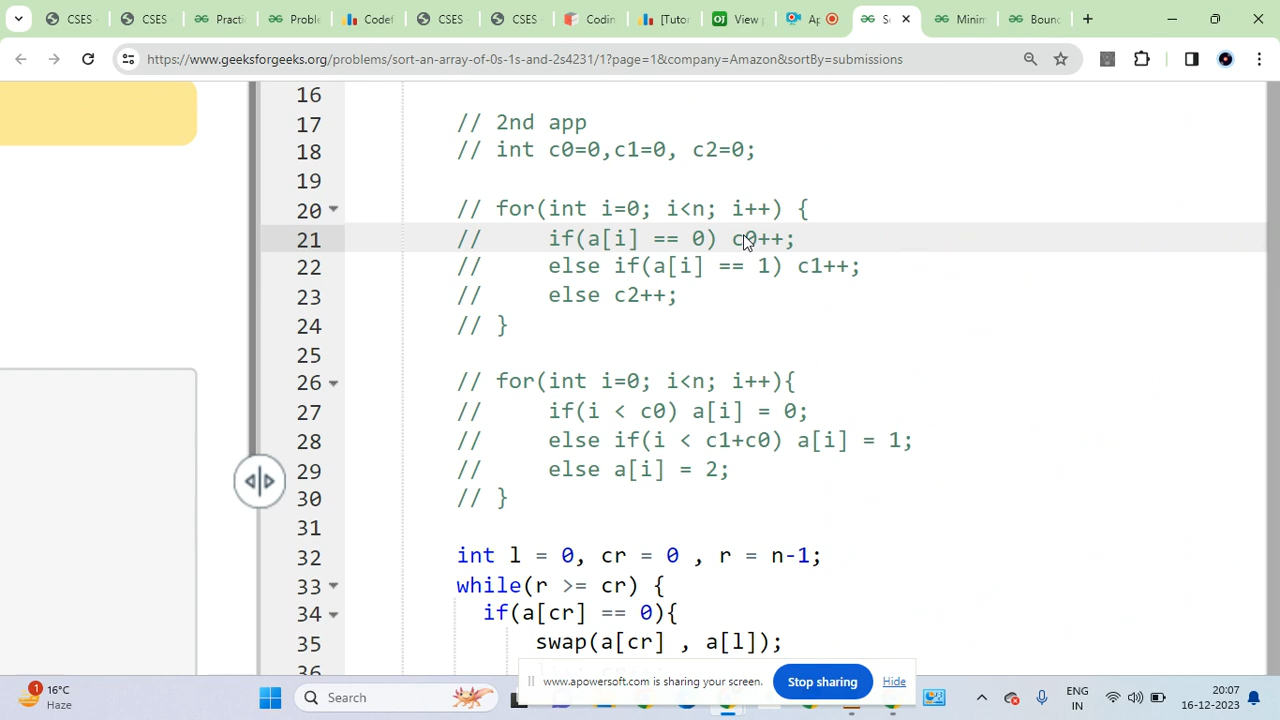 CSES
CSES
Practi
Proble
Codef
CSES
CSES
Codin
[Tutor
View p
Ap
S
Minim
Bound
https://www.geeksforgeeks.org/problems/sort-an-array-of-0s-1s-and-2s4231/1?page=1&company=Amazon&sortBy=submissions
16
17 // 2nd app
18 // int c0=0,c1=0, c2=0;
19
20 // for(int i=0; i<n; i++) {
21 // if(a[i] == 0) c0++;
22 // else if(a[i] == 1) c1++;
23 // else c2++;
24 // }
25
26 // for(int i=0; i<n; i++){
27 // if(i < c0) a[i] = 0;
28 // else if(i < c1+c0) a[i] = 1;
29 // else a[i] = 2;
30 // }
31
32 int l = 0, cr = 0 , r = n-1;
33 while(r >= cr) {
34 if(a[cr] == 0){
35 swap(a[cr] , a[l]);
36
www.apowersoft.com is sharing your screen.
Stop sharing
Hide
1
16°C
Haze
Search
ENG
IN
20:07
16-12-2023